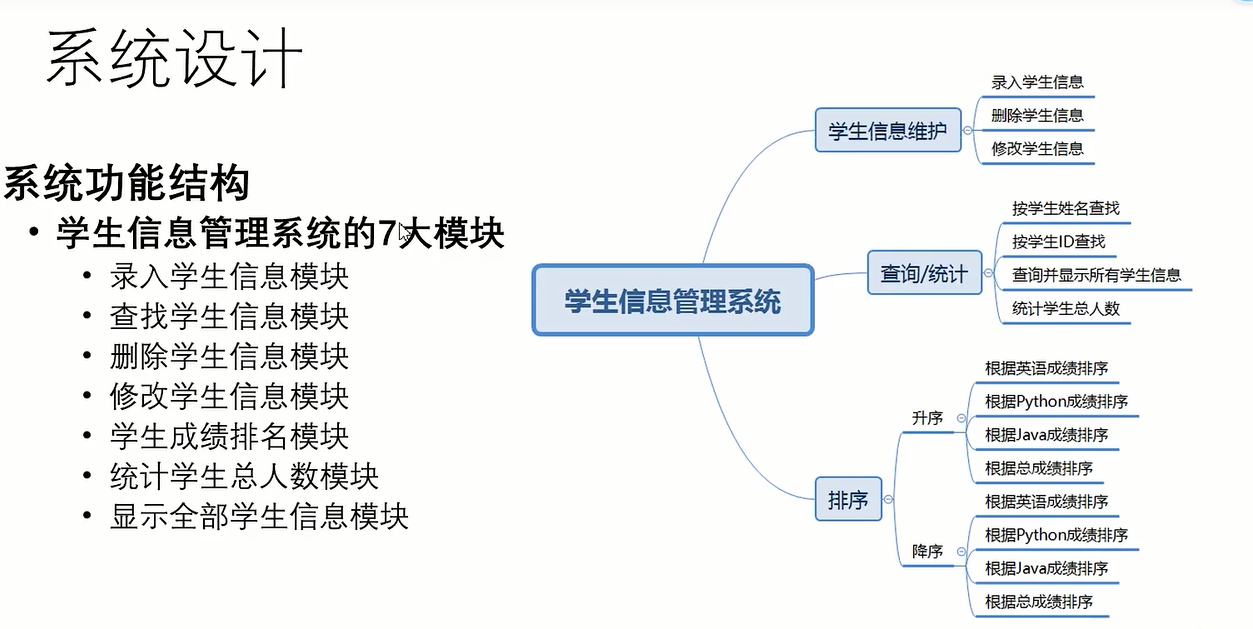 系统设计
系统功能结构
• 学生信息管理系统的7大模块
• 录入学生信息模块
• 查找学生信息模块
• 删除学生信息模块
• 修改学生信息模块
• 学生成绩排名模块
• 统计学生总人数模块
• 显示全部学生信息模块
学生信息管理系统
学生信息维护
录入学生信息
删除学生信息
修改学生信息
查询/统计
按学生姓名查找
按学生ID查找
查询并显示所有学生信息
统计学生总人数
排序
升序
根据英语成绩排序
根据Python成绩排序
根据Java成绩排序
根据总成绩排序
降序
根据英语成绩排序
根据Python成绩排序
根据Java成绩排序
根据总成绩排序